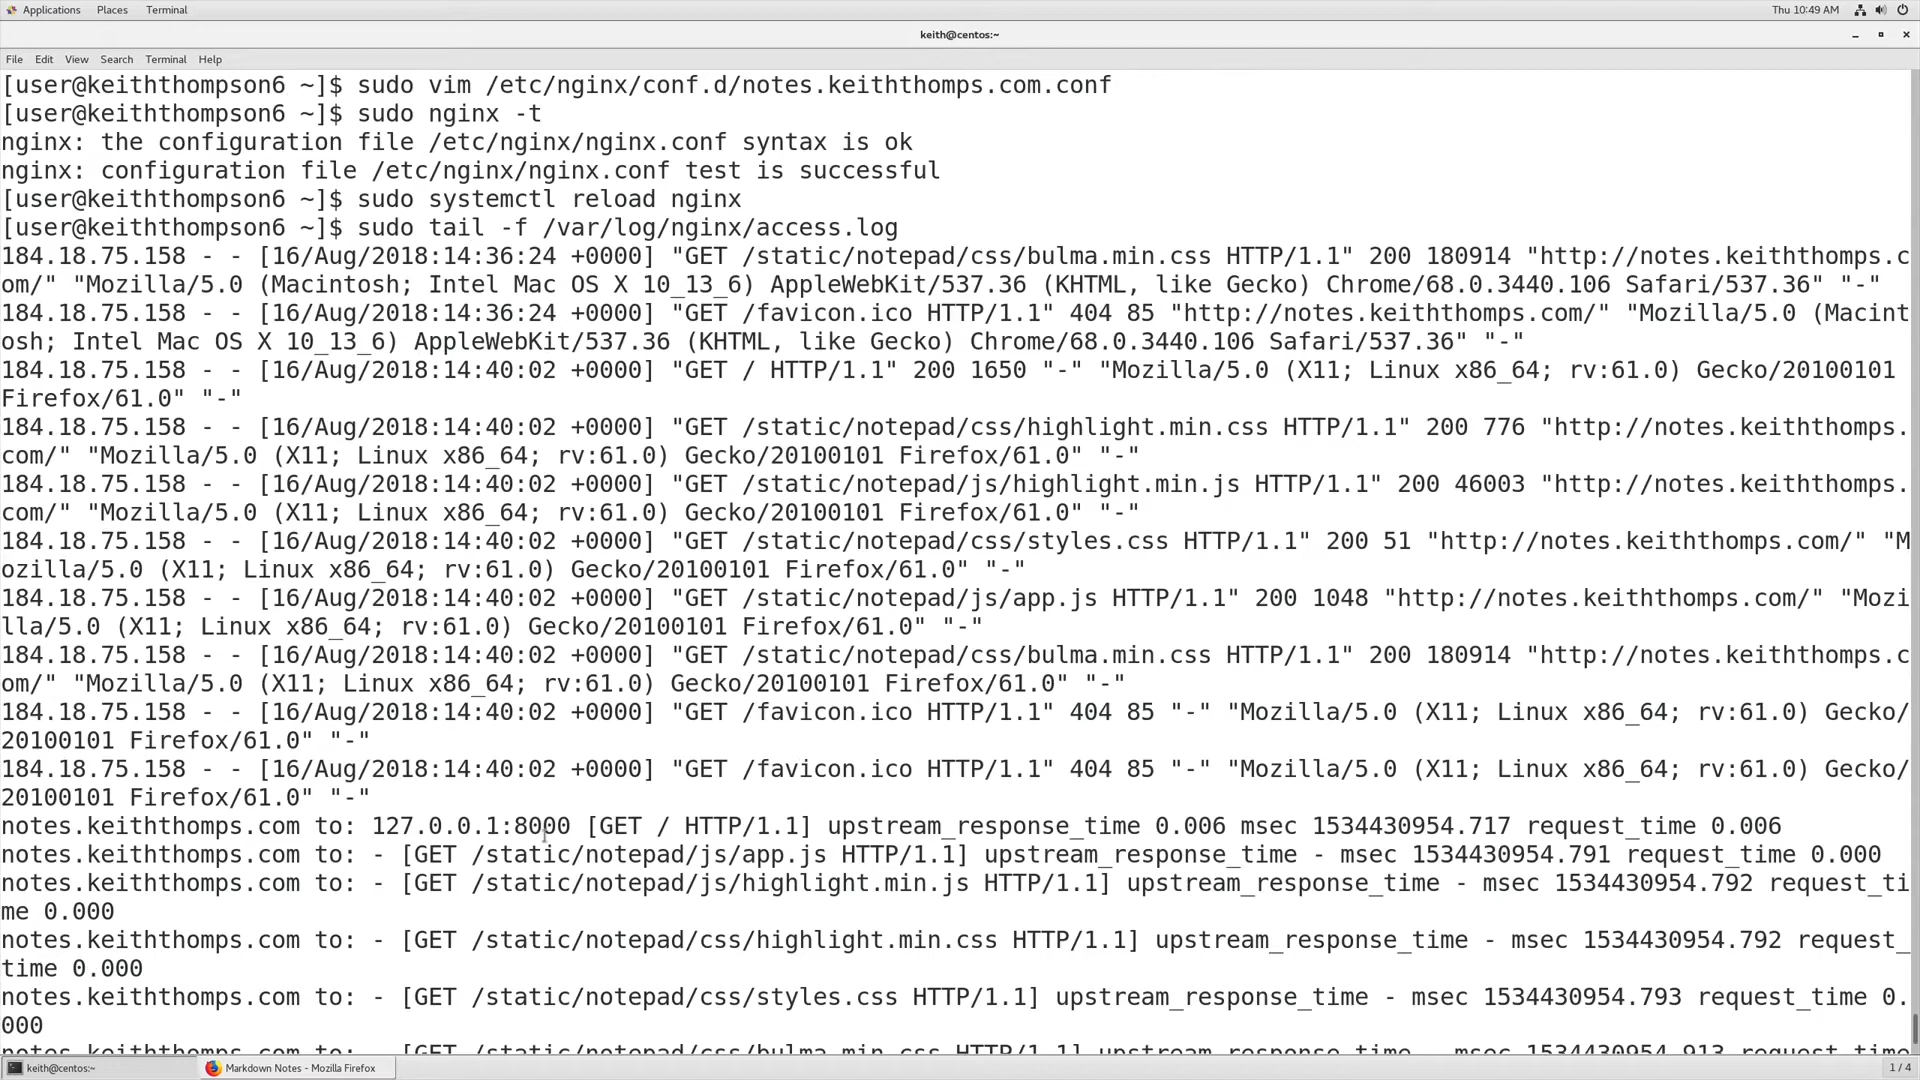 Applications Places Terminal Thu 10:49 AM
keith@centos:~
File Edit View Search Terminal Help
[user@keiththompson6 ~]$ sudo vim /etc/nginx/conf.d/notes.keiththomps.com.conf
[user@keiththompson6 ~]$ sudo nginx -t
nginx: the configuration file /etc/nginx/nginx.conf syntax is ok
nginx: configuration file /etc/nginx/nginx.conf test is successful
[user@keiththompson6 ~]$ sudo systemctl reload nginx
[user@keiththompson6 ~]$ sudo tail -f /var/log/nginx/access.log
184.18.75.158 - - [16/Aug/2018:14:36:24 +0000] "GET /static/notepad/css/bulma.min.css HTTP/1.1" 200 180914 "http://notes.keiththomps.c
om/" "Mozilla/5.0 (Macintosh; Intel Mac OS X 10_13_6) AppleWebKit/537.36 (KHTML, like Gecko) Chrome/68.0.3440.106 Safari/537.36" "-"
184.18.75.158 - - [16/Aug/2018:14:36:24 +0000] "GET /favicon.ico HTTP/1.1" 404 85 "http://notes.keiththomps.com/" "Mozilla/5.0 (Macint
osh; Intel Mac OS X 10_13_6) AppleWebKit/537.36 (KHTML, like Gecko) Chrome/68.0.3440.106 Safari/537.36" "-"
184.18.75.158 - - [16/Aug/2018:14:40:02 +0000] "GET / HTTP/1.1" 200 1650 "-" "Mozilla/5.0 (X11; Linux x86_64; rv:61.0) Gecko/20100101
Firefox/61.0" "-"
184.18.75.158 - - [16/Aug/2018:14:40:02 +0000] "GET /static/notepad/css/highlight.min.css HTTP/1.1" 200 776 "http://notes.keiththomps.
com/" "Mozilla/5.0 (X11; Linux x86_64; rv:61.0) Gecko/20100101 Firefox/61.0" "-"
184.18.75.158 - - [16/Aug/2018:14:40:02 +0000] "GET /static/notepad/js/highlight.min.js HTTP/1.1" 200 46003 "http://notes.keiththomps.
com/" "Mozilla/5.0 (X11; Linux x86_64; rv:61.0) Gecko/20100101 Firefox/61.0" "-"
184.18.75.158 - - [16/Aug/2018:14:40:02 +0000] "GET /static/notepad/css/styles.css HTTP/1.1" 200 51 "http://notes.keiththomps.com/" "M
ozilla/5.0 (X11; Linux x86_64; rv:61.0) Gecko/20100101 Firefox/61.0" "-"
184.18.75.158 - - [16/Aug/2018:14:40:02 +0000] "GET /static/notepad/js/app.js HTTP/1.1" 200 1048 "http://notes.keiththomps.com/" "Mozi
lla/5.0 (X11; Linux x86_64; rv:61.0) Gecko/20100101 Firefox/61.0" "-"
184.18.75.158 - - [16/Aug/2018:14:40:02 +0000] "GET /static/notepad/css/bulma.min.css HTTP/1.1" 200 180914 "http://notes.keiththomps.c
om/" "Mozilla/5.0 (X11; Linux x86_64; rv:61.0) Gecko/20100101 Firefox/61.0" "-"
184.18.75.158 - - [16/Aug/2018:14:40:02 +0000] "GET /favicon.ico HTTP/1.1" 404 85 "-" "Mozilla/5.0 (X11; Linux x86_64; rv:61.0) Gecko/
20100101 Firefox/61.0" "-"
184.18.75.158 - - [16/Aug/2018:14:40:02 +0000] "GET /favicon.ico HTTP/1.1" 404 85 "-" "Mozilla/5.0 (X11; Linux x86_64; rv:61.0) Gecko/
20100101 Firefox/61.0" "-"
notes.keiththomps.com to: 127.0.0.1:8000 [GET / HTTP/1.1] upstream_response_time 0.006 msec 1534430954.717 request_time 0.006
notes.keiththomps.com to: - [GET /static/notepad/js/app.js HTTP/1.1] upstream_response_time - msec 1534430954.791 request_time 0.000
notes.keiththomps.com to: - [GET /static/notepad/js/highlight.min.js HTTP/1.1] upstream_response_time - msec 1534430954.792 request_ti
me 0.000
notes.keiththomps.com to: - [GET /static/notepad/css/highlight.min.css HTTP/1.1] upstream_response_time - msec 1534430954.792 request_
time 0.000
notes.keiththomps.com to: - [GET /static/notepad/css/styles.css HTTP/1.1] upstream_response_time - msec 1534430954.793 request_time 0.
000
notes.keiththomps.com to: - [GET /static/notepad/css/bulma.min.css HTTP/1.1] upstream_response_time - msec 1534430954.913 request_time
keith@centos:~ Markdown Notes - Mozilla Firefox 1 / 4